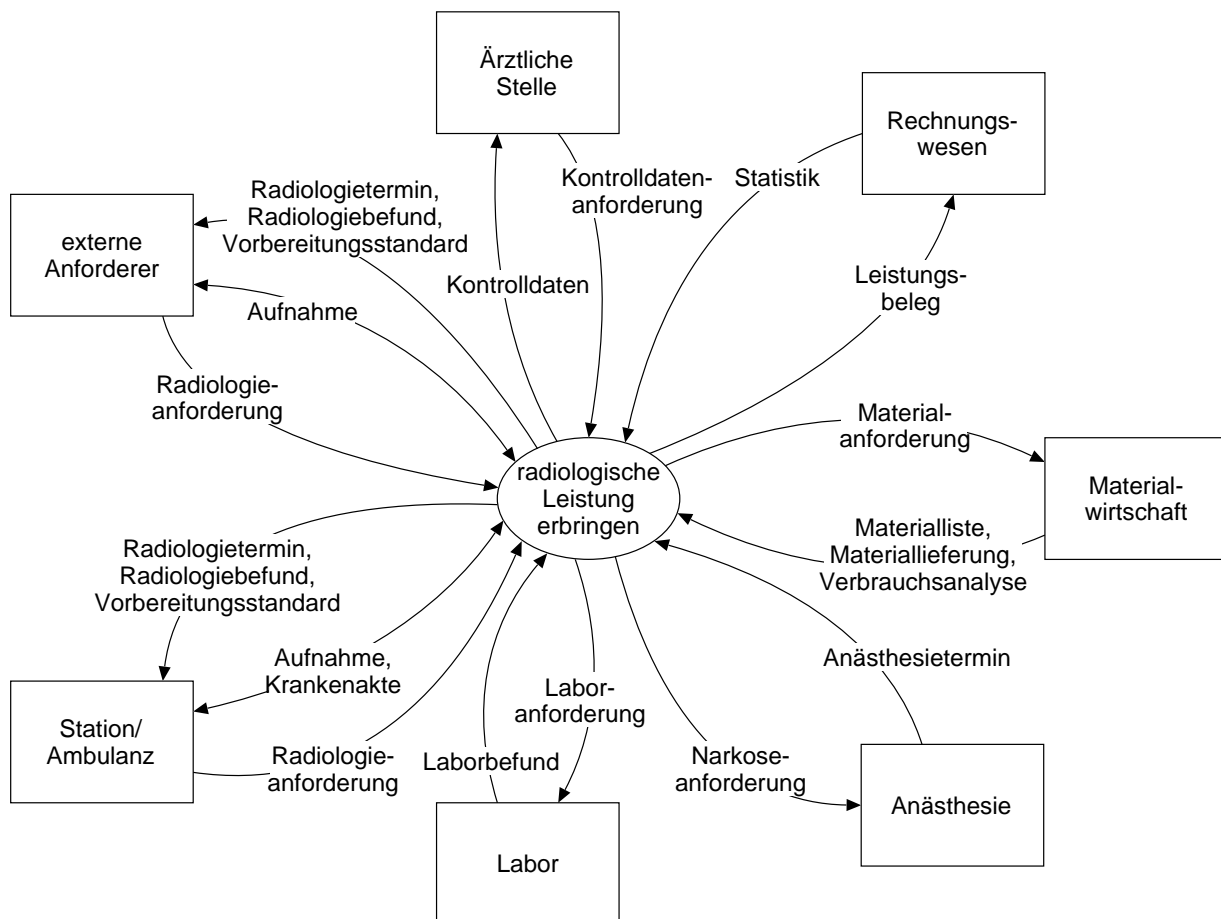 Ärztliche
Stelle
Rechnungs-
wesen
Radiologietermin,
Radiologiebefund,
Vorbereitungsstandard
Kontrolldaten-
anforderung
Statistik
externe
Anforderer
Kontrolldaten
Leistungs-
beleg
Aufnahme
Radiologie-
anforderung
Material-
anforderung
radiologische
Leistung
erbringen
Material-
wirtschaft
Materialliste,
Materiallieferung,
Verbrauchsanalyse
Radiologietermin,
Radiologiebefund,
Vorbereitungsstandard
Aufnahme,
Krankenakte
Anästhesietermin
Labor-
anforderung
Station/
Ambulanz
Radiologie-
anforderung
Laborbefund
Narkose-
anforderung
Anästhesie
Labor